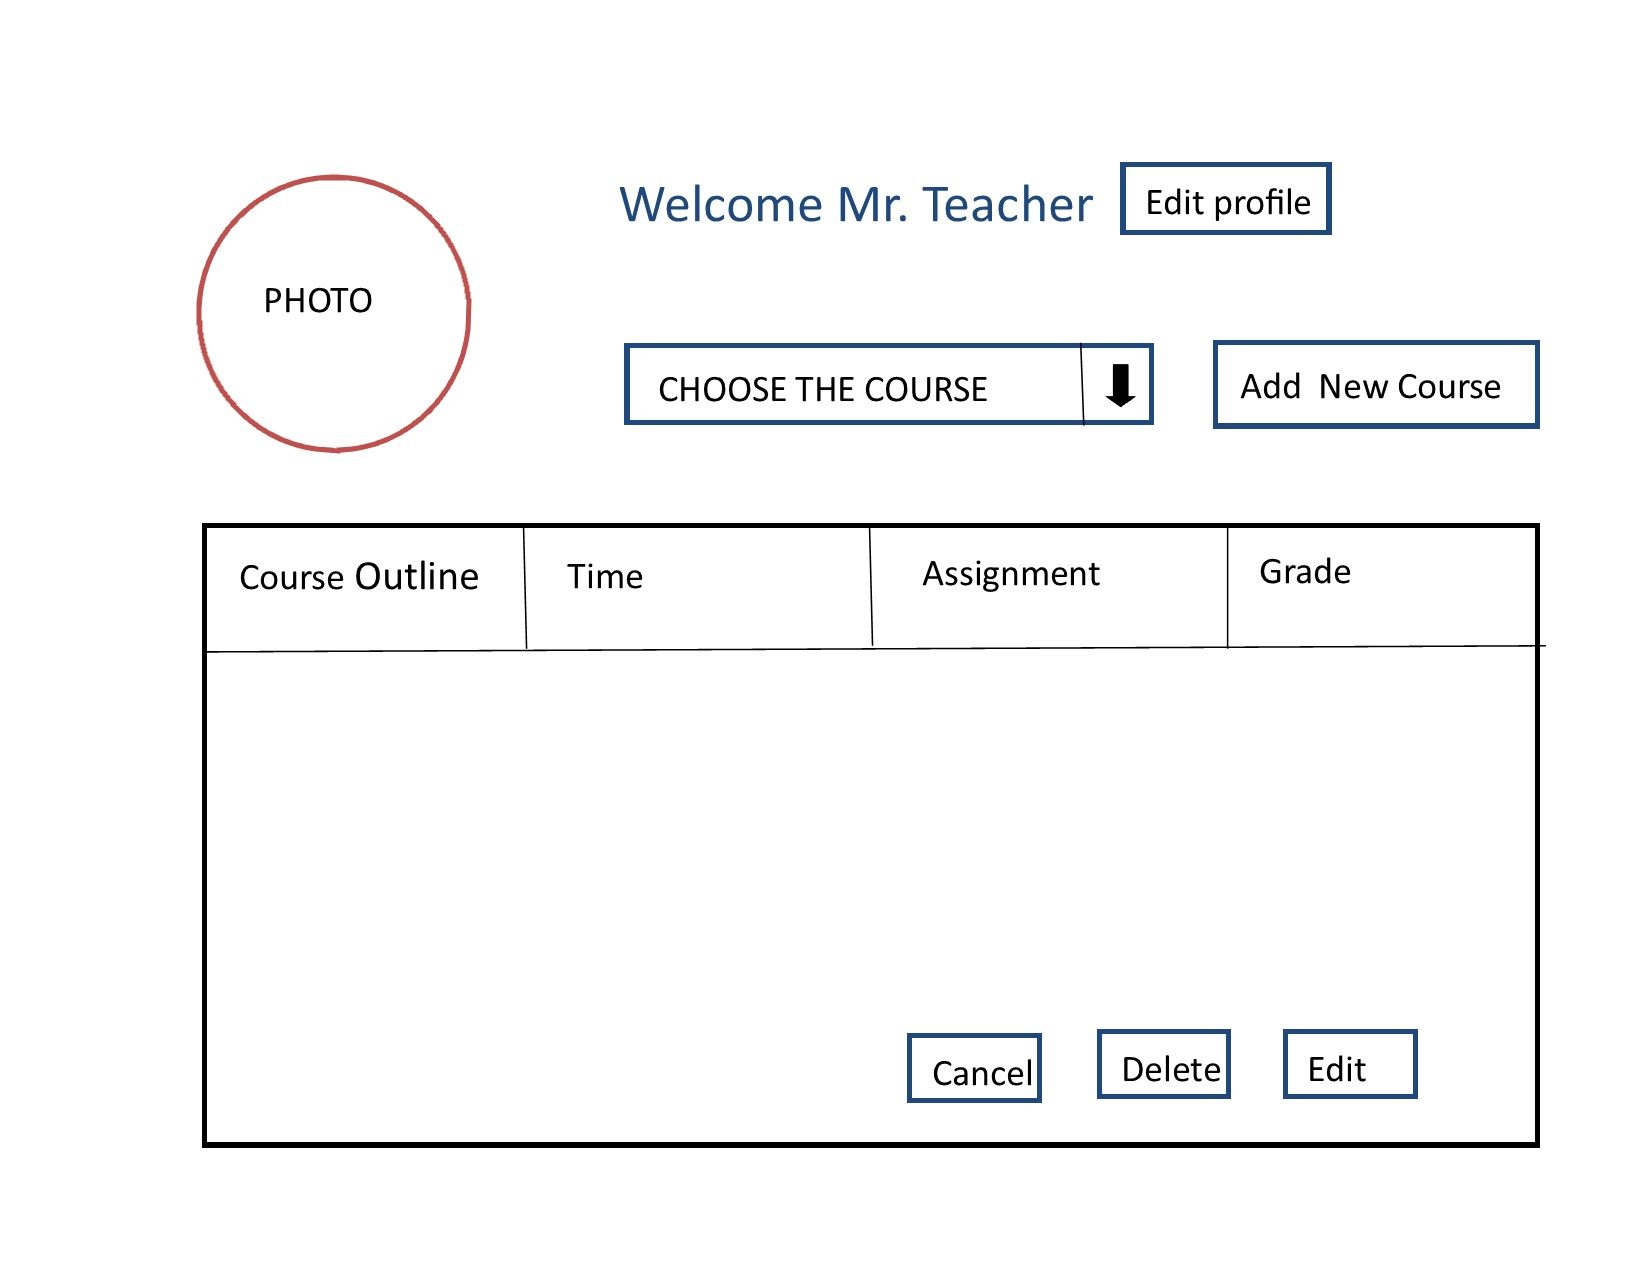 Welcome Mr. Teacher
Edit profile
PHOTO
CHOOSE THE COURSE
Add New Course
Course Outline
Time
Assignment
Grade
Cancel
Delete
Edit